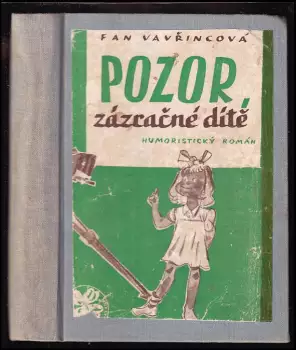 FAN VAVŘINCOVÁ
POZOR,
zázračné dítě
HUMORISTICKÝ ROMÁN